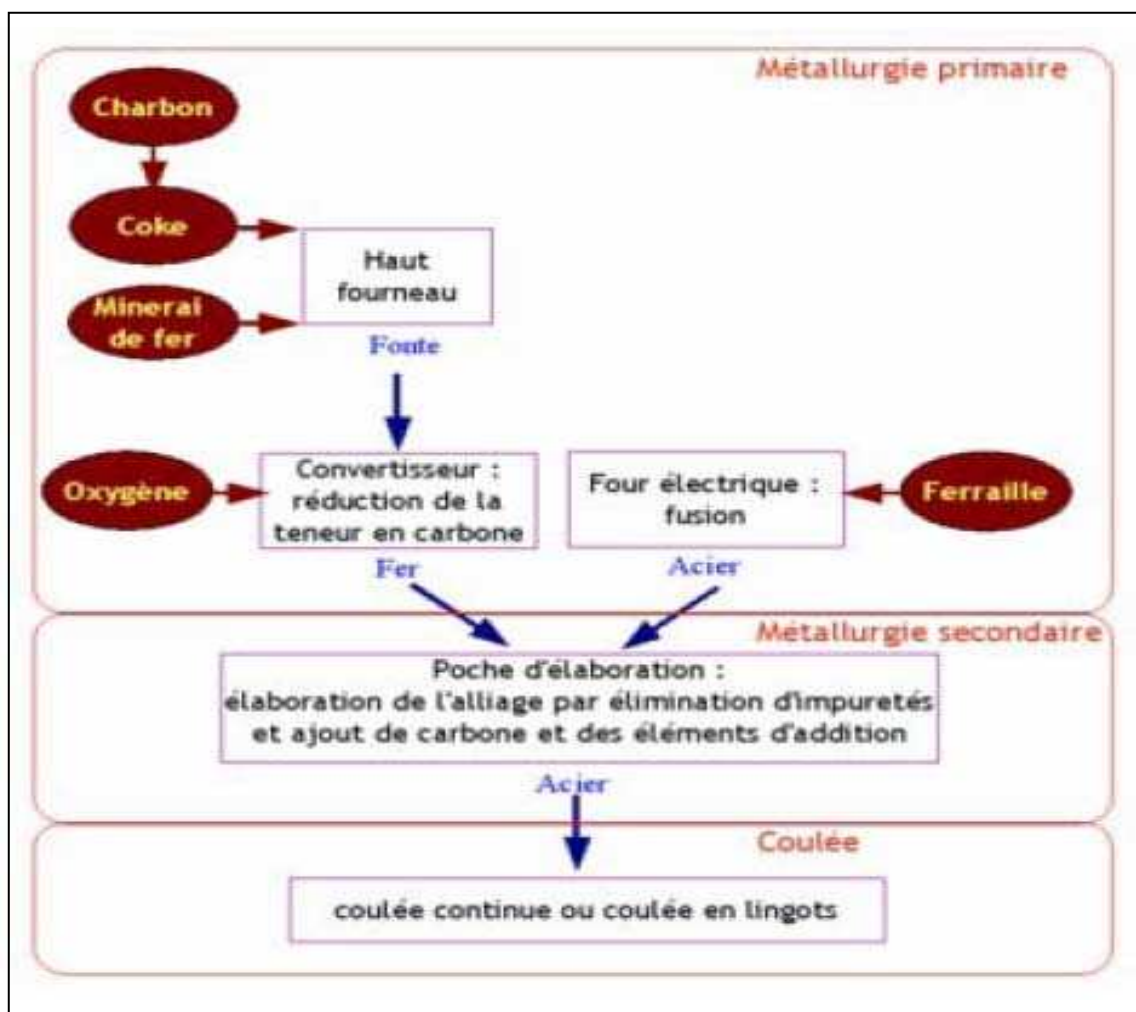 Métallurgie primaire
Charbon
Coke
Haut
fourneau
Minerai
de fer
Fonte
Oxygène
Convertisseur :
réduction de la
teneur en carbone
Four électrique :
fusion
Ferraille
Fer
Acier
Métallurgie secondaire
Poche d'élaboration :
élaboration de l'alliage par élimination d'impuretés
et ajout de carbone et des éléments d'addition
Acier
Coulée
coulée continue ou coulée en lingots